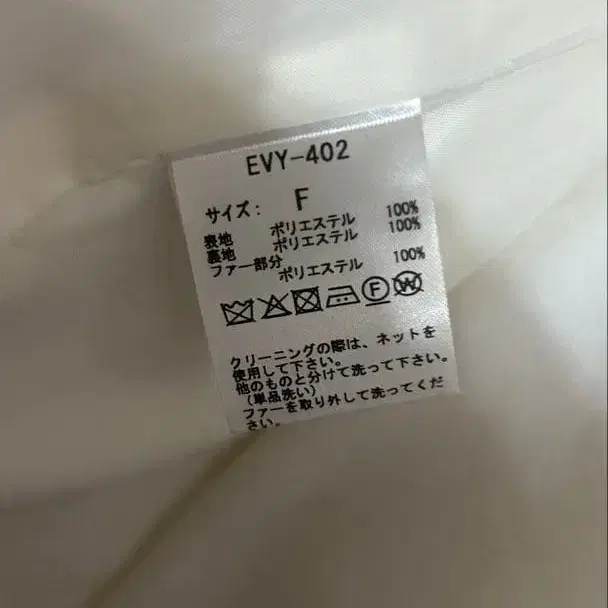 EVY-402
サイズ: F
表地 ポリエステル 100%
裏地 ポリエステル 100%
ファー部分
ポリエステル 100%
F W
クリーニングの際は、ネットを
使用して下さい。
他のものと分けて洗って下さい。
(単品洗い)
ファーを取り外して洗ってくだ
さい。